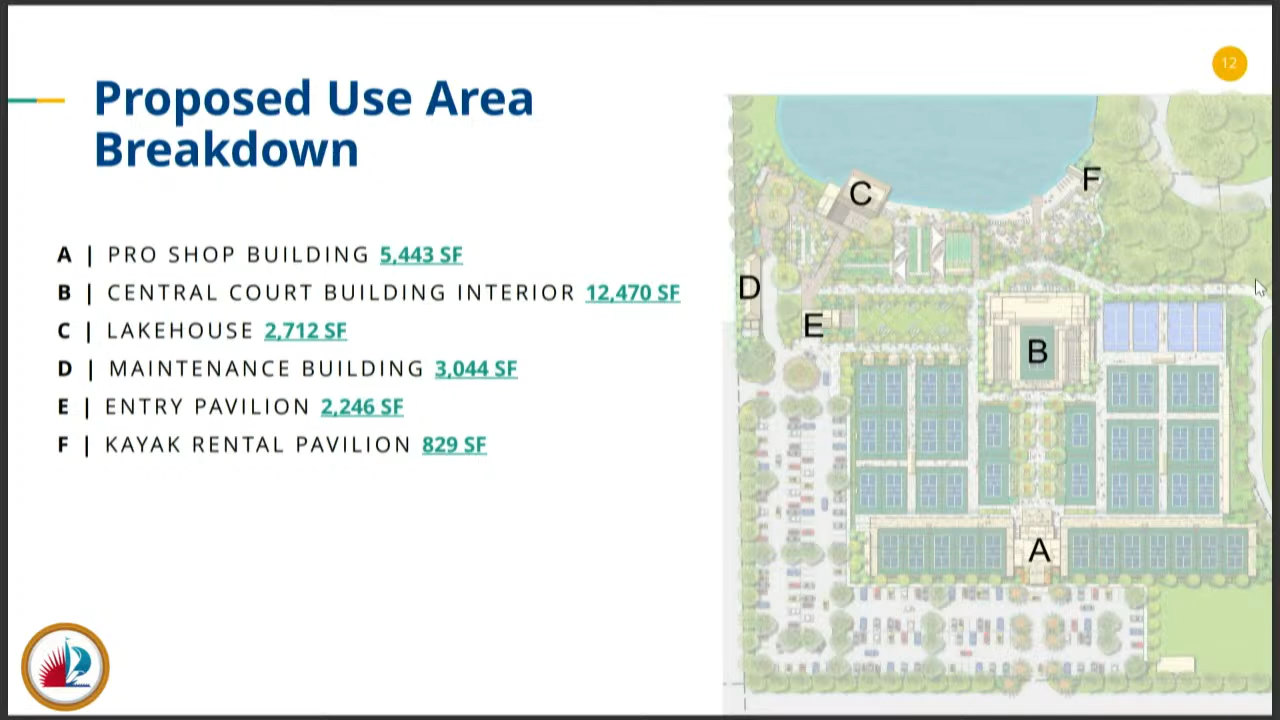 12
Proposed Use Area
Breakdown
A | PRO SHOP BUILDING 5,443 SF
B | CENTRAL COURT BUILDING INTERIOR 12,470 SF
C | LAKEHOUSE 2,712 SF
D | MAINTENANCE BUILDING 3,044 SF
E | ENTRY PAVILION 2,246 SF
F | KAYAK RENTAL PAVILION 829 SF
F
C
D
E
B
A